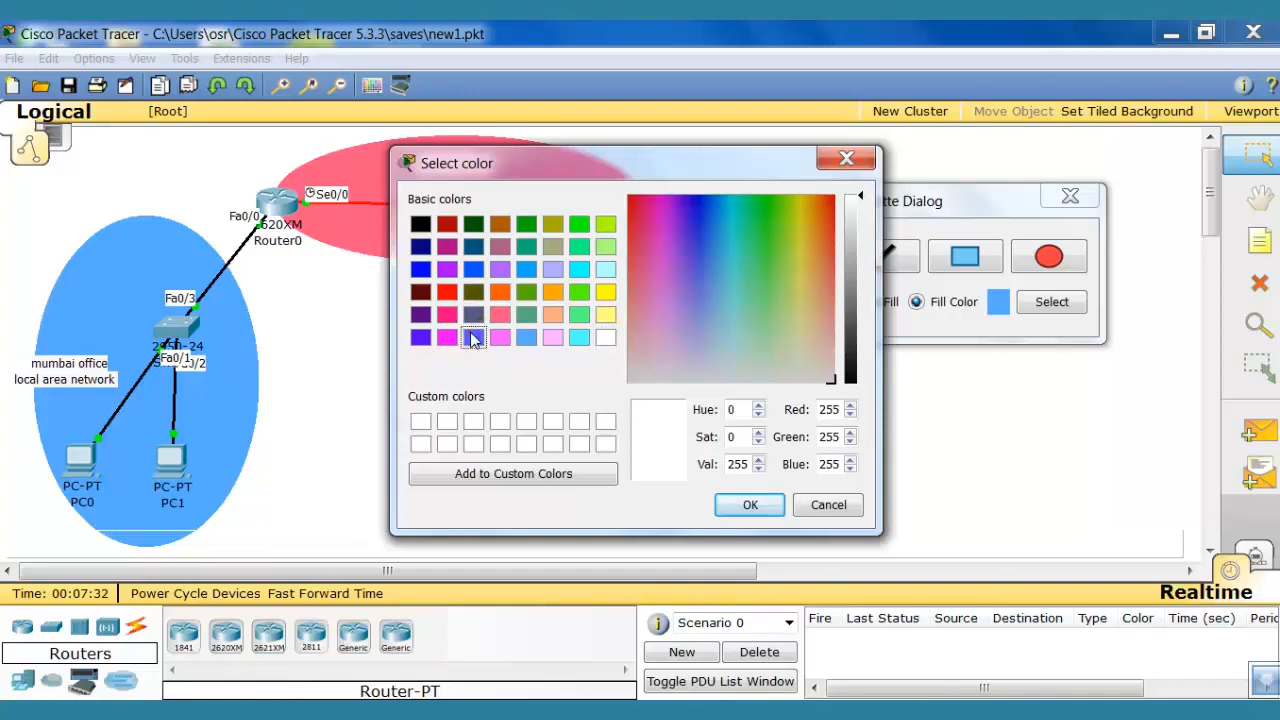 Cisco Packet Tracer - C:\Users\osr\Cisco Packet Tracer 5.3.3\saves\new1.pkt
File Edit Options View Tools Extensions Help
Logical [Root] New Cluster Move Object Set Tiled Background Viewport
Select color
Basic colors
Custom colors
Add to Custom Colors
Hue: 0 Red: 255
Sat: 0 Green: 255
Val: 255 Blue: 255
OK Cancel
Dialog
Fill Fill Color Select
Se0/0
Fa0/0
620XM
Router0
Fa0/3
Fa0/1
mumbai office
local area network
PC-PT
PC0
PC-PT
PC1
Time: 00:07:32 Power Cycle Devices Fast Forward Time Realtime
Routers
1841 2620XM 2621XM 2811 Generic Generic
Router-PT
Scenario 0
New Delete
Toggle PDU List Window
Fire Last Status Source Destination Type Color Time (sec) Perio